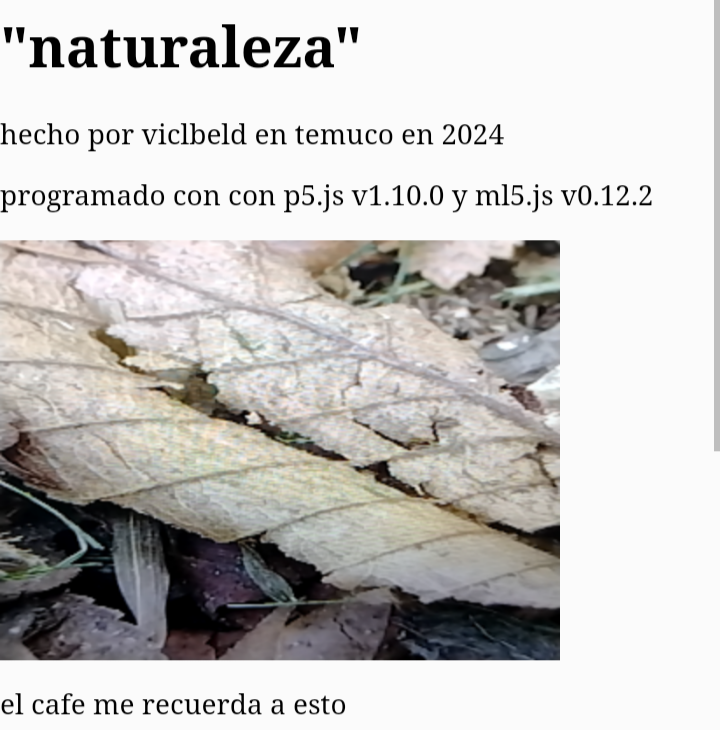 "naturaleza"
hecho por viclbeld en temuco en 2024
programado con con p5.js v1.10.0 y ml5.js v0.12.2
el cafe me recuerda a esto